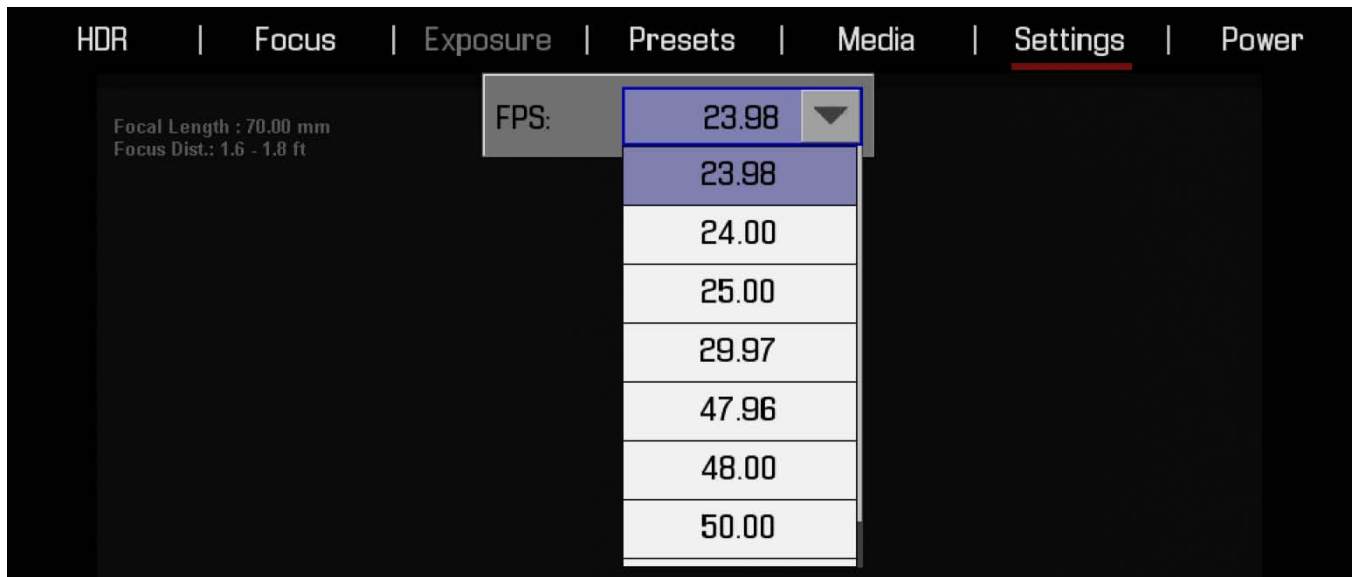 HDR | Focus | Exposure | Presets | Media | Settings | Power
FPS: 23.98
Focal Length : 70.00 mm
Focus Dist.: 1.6 - 1.8 ft
23.98
24.00
25.00
29.97
47.96
48.00
50.00